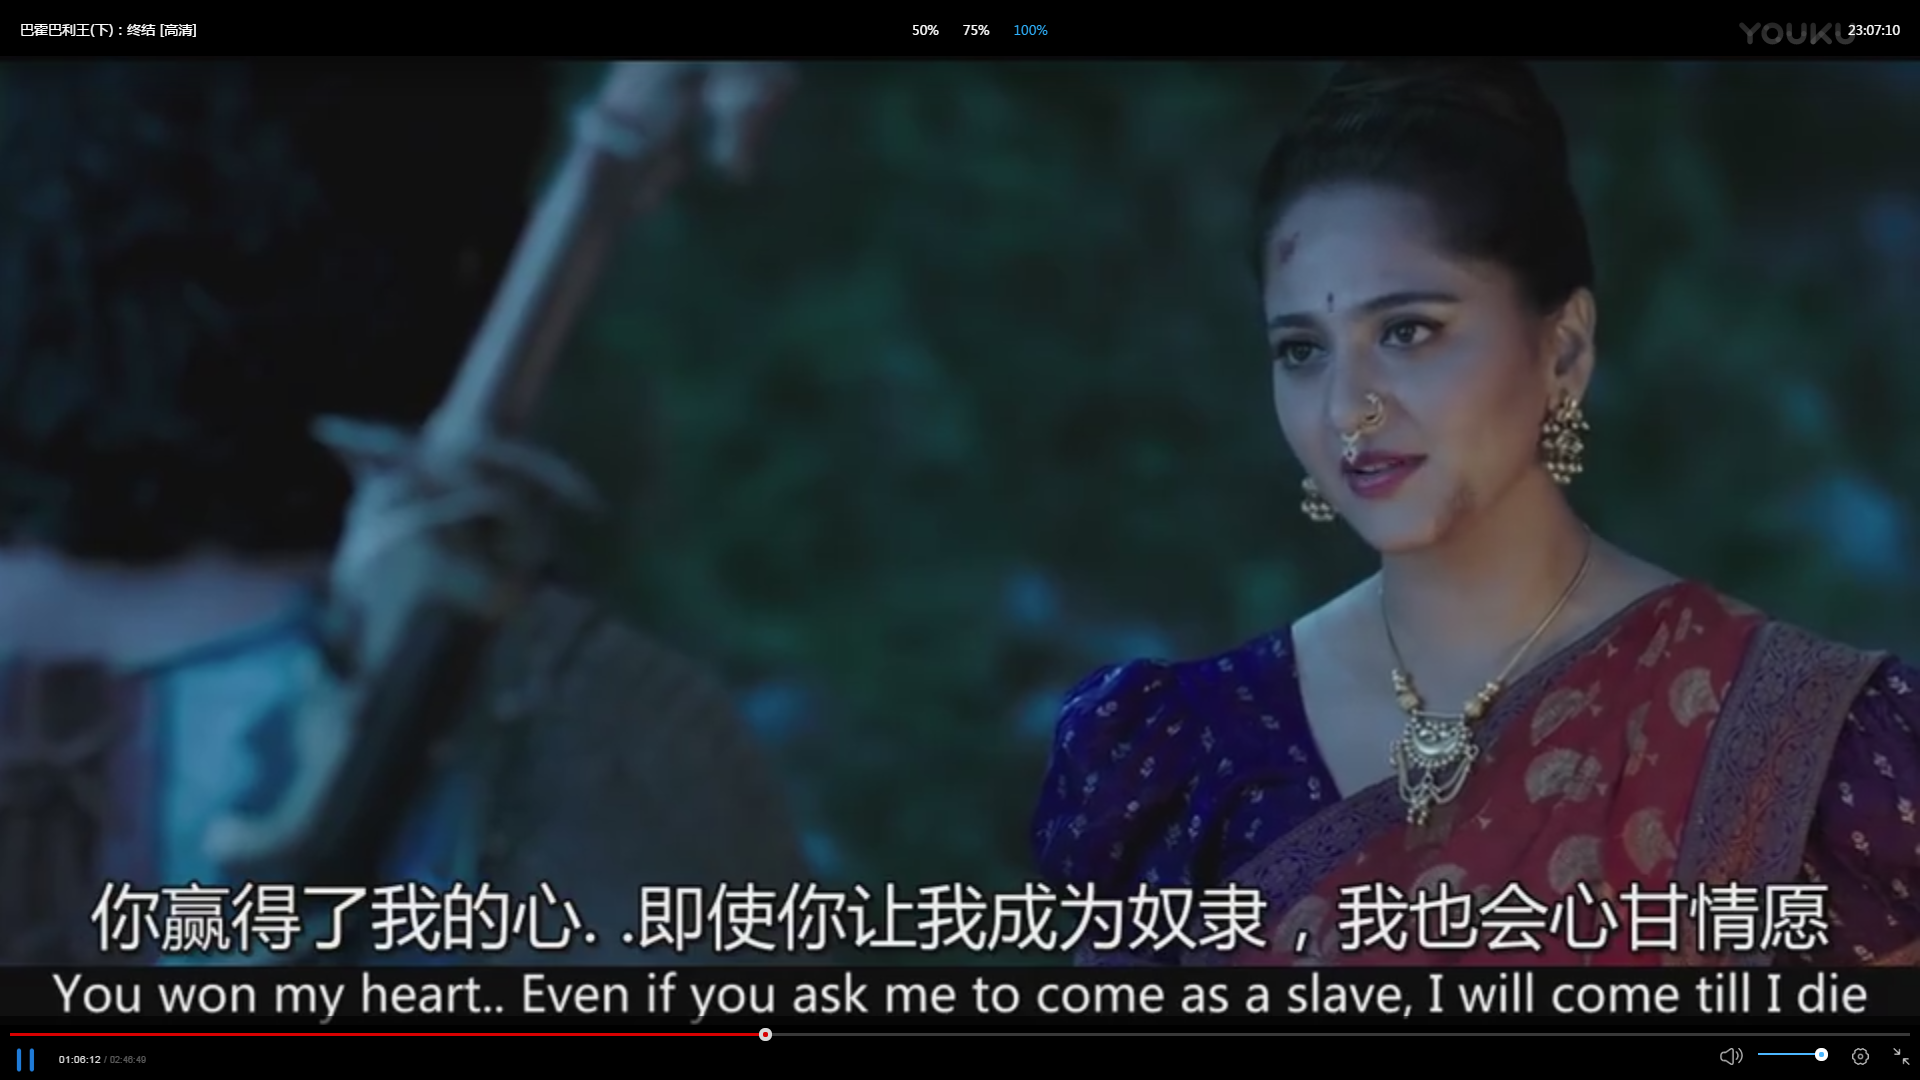 巴霍巴利王(下)：终结 [高清]
50% 75% 100%
YOUKU
23:07:10
你赢得了我的心. .即使你让我成为奴隶，我也会心甘情愿
You won my heart.. Even if you ask me to come as a slave, I will come till I die
01:06:12 / 02:46:49